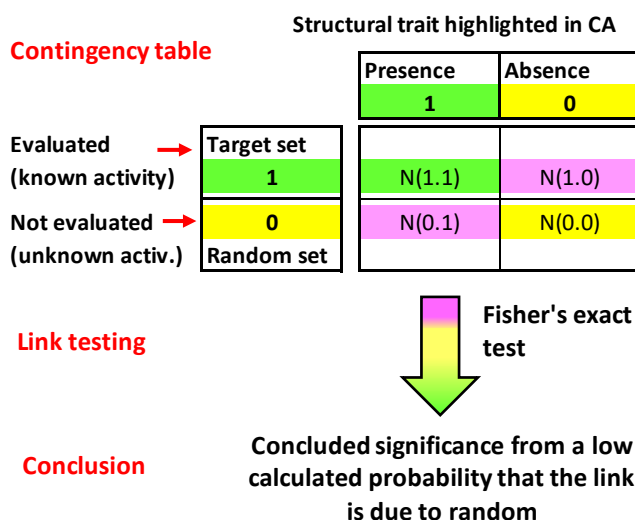 Structural trait highlighted in CA
Contingency table
Presence Absence
1 0
Evaluated
(known activity)
Target set
1 N(1.1) N(1.0)
Not evaluated
(unknown activ.)
0 N(0.1) N(0.0)
Random set
Link testing
Fisher's exact
test
Conclusion
Concluded significance from a low
calculated probability that the link
is due to random